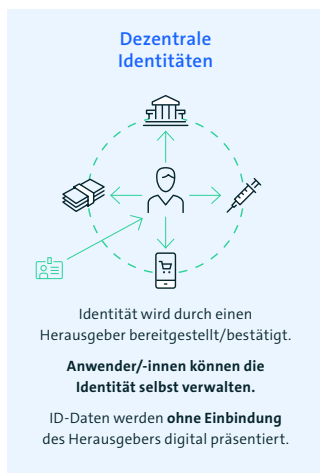 Dezentrale
Identitäten
Identität wird durch einen
Herausgeber bereitgestellt/bestätigt.
Anwender/-innen können die
Identität selbst verwalten.
ID-Daten werden ohne Einbindung
des Herausgebers digital präsentiert.